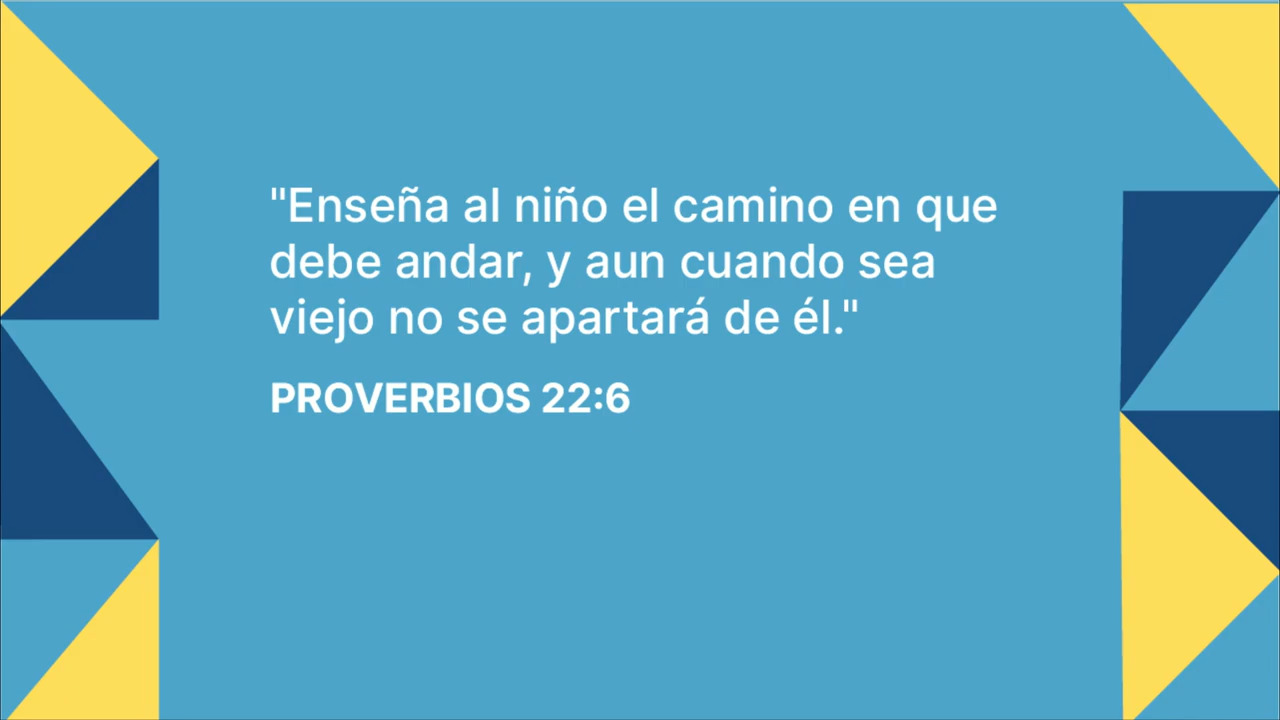 "Enseña al niño el camino en que
debe andar, y aun cuando sea
viejo no se apartará de él."
PROVERBIOS 22:6